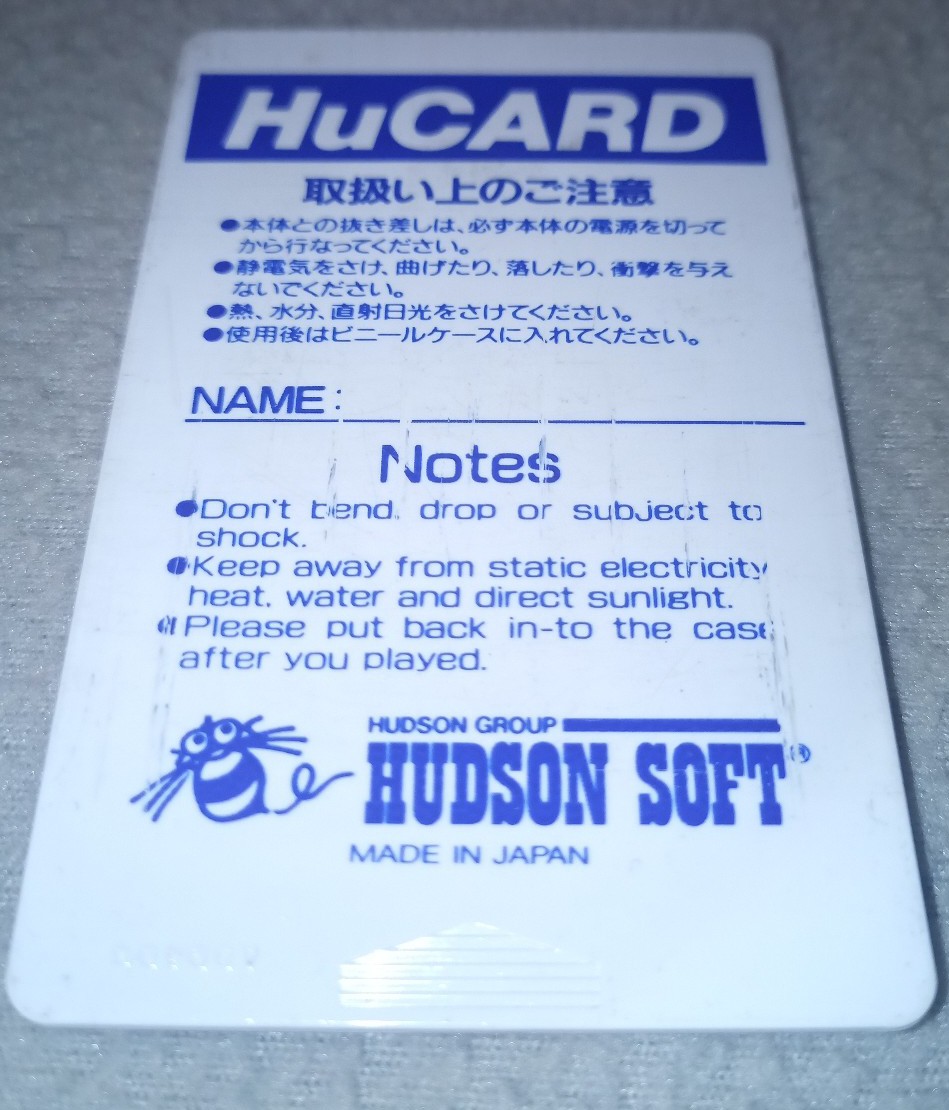 HuCARD
取扱い上のご注意
●本体との抜き差しは、必ず本体の電源を切って
から行なってください。
●静電気をさけ、曲げたり、落したり、衝撃を与え
ないでください。
●熱、水分、直射日光をさけてください。
●使用後はビニールケースに入れてください。
NAME:
Notes
●Don't bend, drop or subject to
shock.
●Keep away from static electricity
heat, water and direct sunlight.
●Please put back in-to the case
after you played.
HUDSON GROUP
HUDSON SOFT®
MADE IN JAPAN